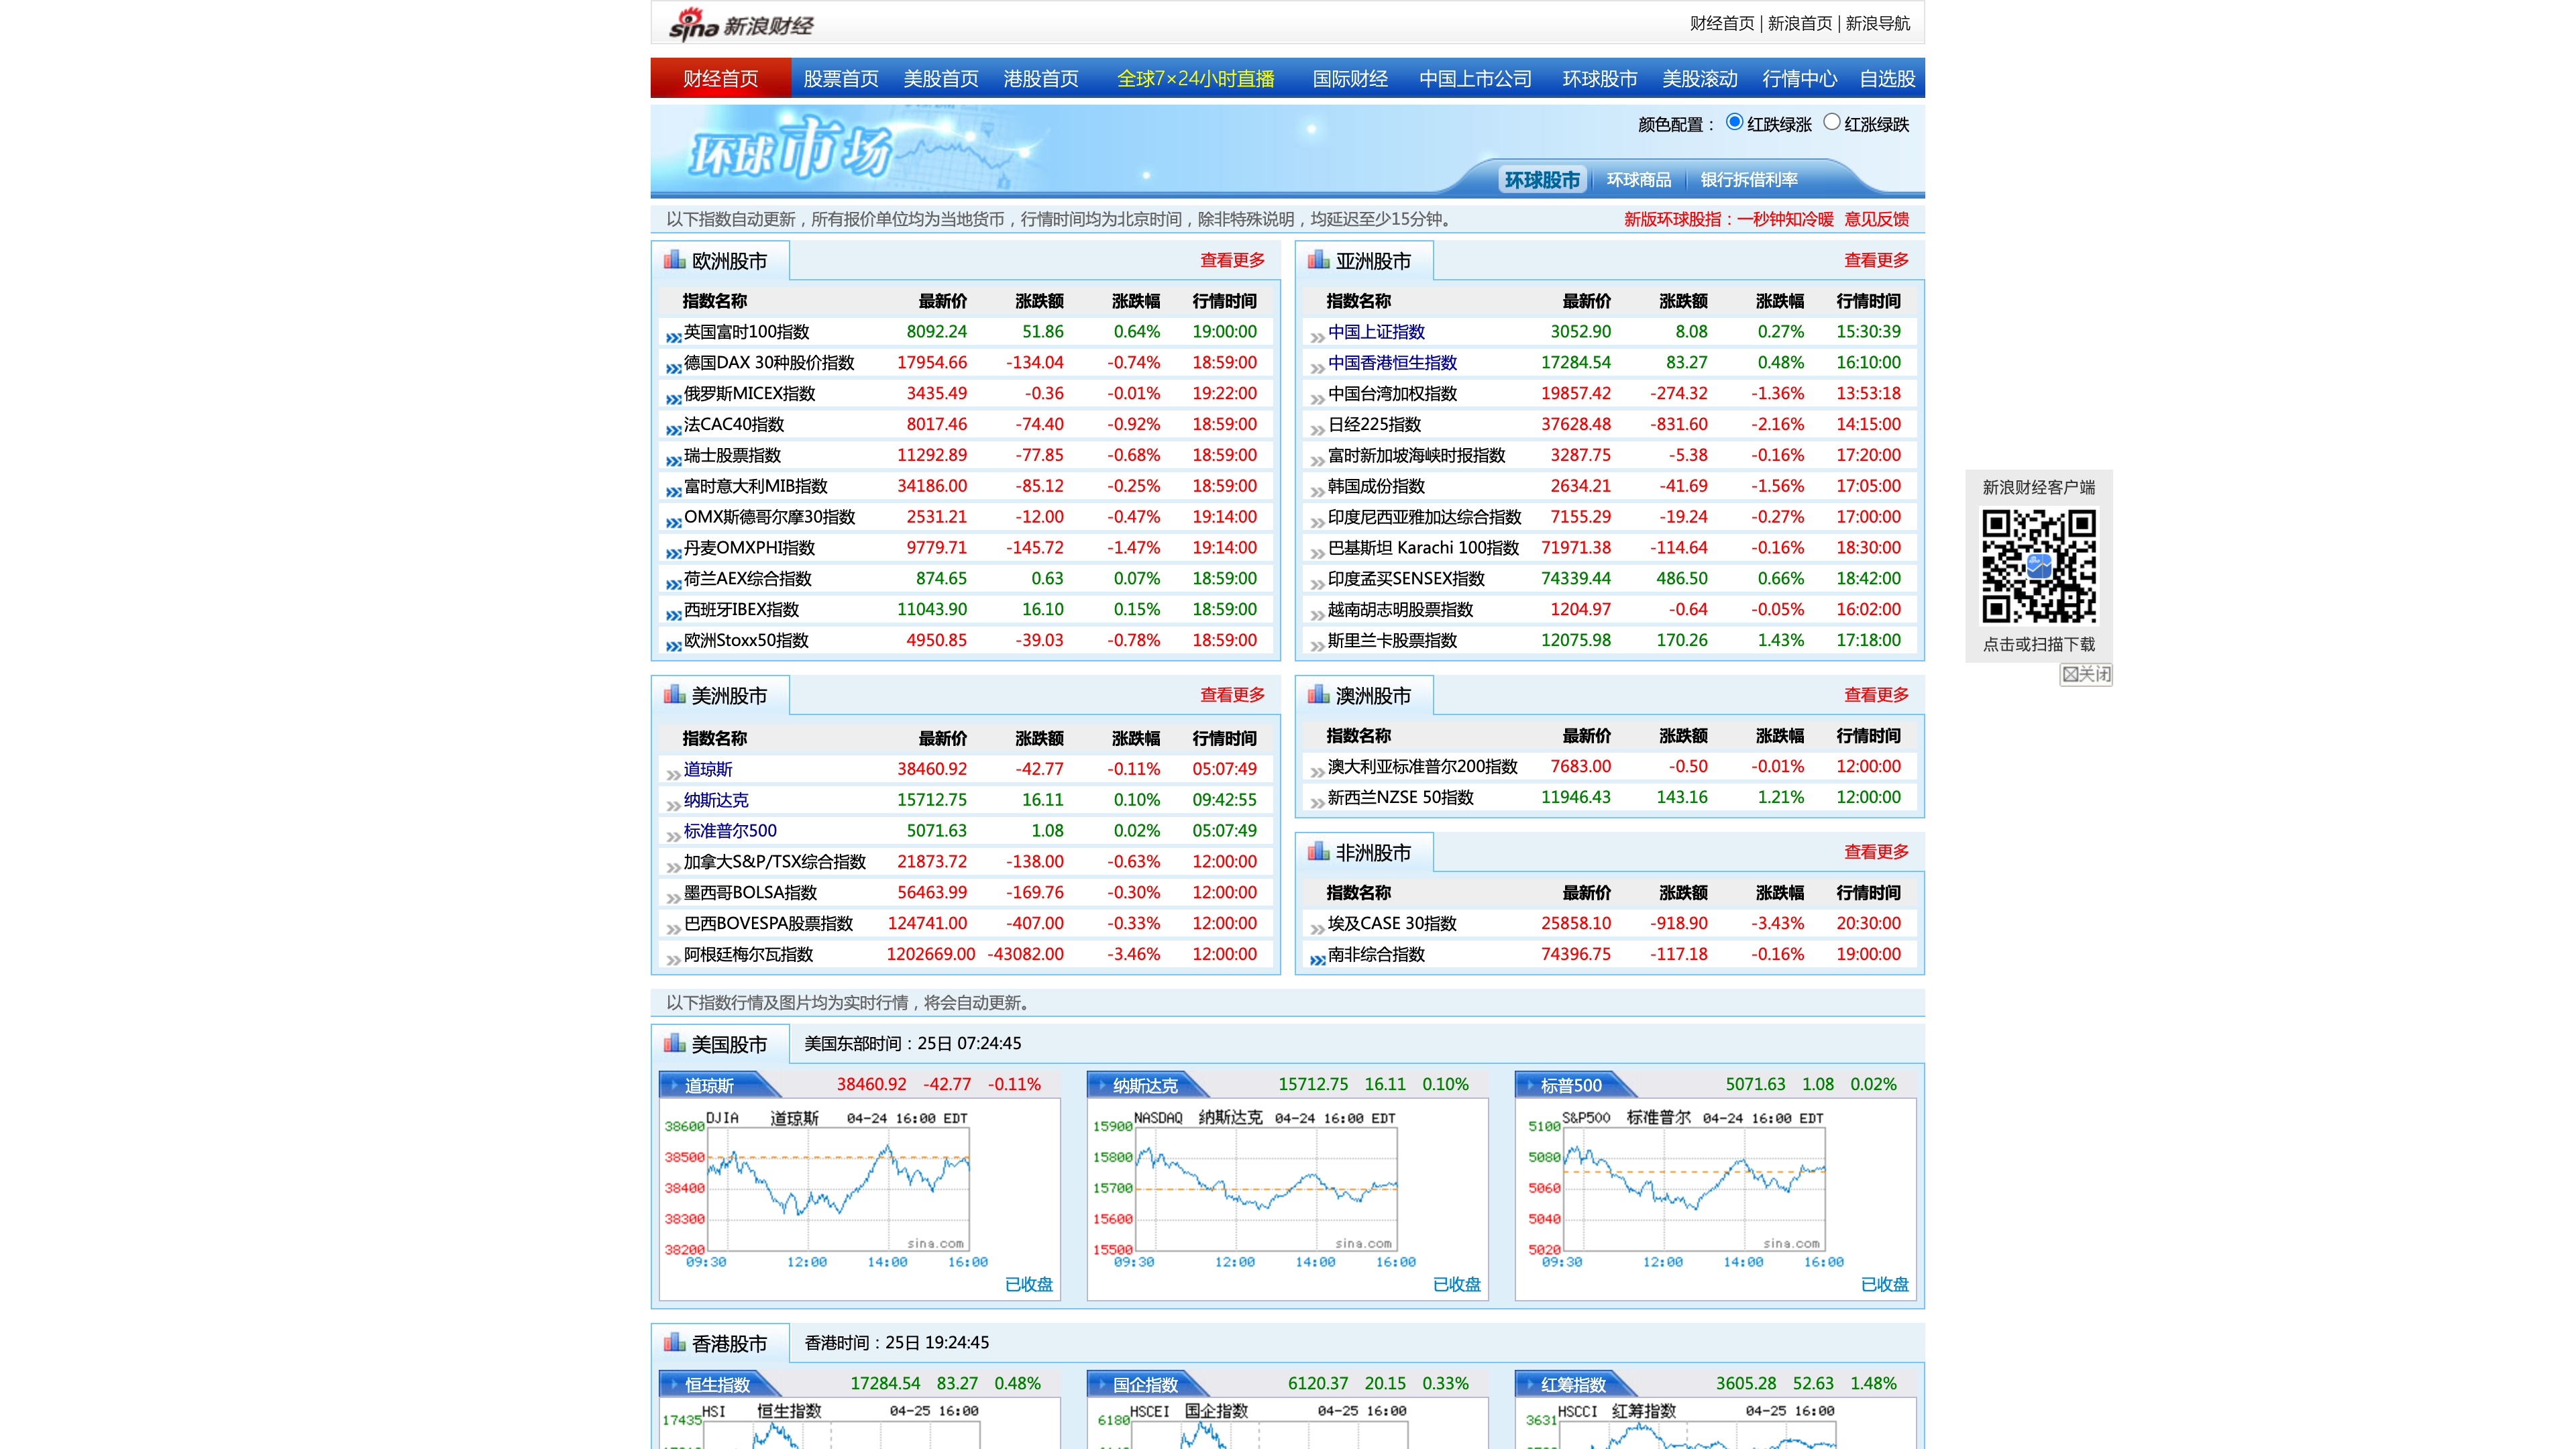 sina 新浪财经
财经首页 | 新浪首页 | 新浪导航
财经首页 股票首页 美股首页 港股首页 全球7×24小时直播 国际财经 中国上市公司 环球股市 美股滚动 行情中心 自选股
环球市场
颜色配置： 红跌绿涨 红涨绿跌
环球股市 环球商品 银行拆借利率
以下指数自动更新，所有报价单位均为当地货币，行情时间均为北京时间，除非特殊说明，均延迟至少15分钟。 新版环球股指：一秒钟知冷暖 意见反馈
欧洲股市 查看更多
指数名称 最新价 涨跌额 涨跌幅 行情时间
英国富时100指数 8092.24 51.86 0.64% 19:00:00
德国DAX 30种股价指数 17954.66 -134.04 -0.74% 18:59:00
俄罗斯MICEX指数 3435.49 -0.36 -0.01% 19:22:00
法CAC40指数 8017.46 -74.40 -0.92% 18:59:00
瑞士股票指数 11292.89 -77.85 -0.68% 18:59:00
富时意大利MIB指数 34186.00 -85.12 -0.25% 18:59:00
OMX斯德哥尔摩30指数 2531.21 -12.00 -0.47% 19:14:00
丹麦OMXPHI指数 9779.71 -145.72 -1.47% 19:14:00
荷兰AEX综合指数 874.65 0.63 0.07% 18:59:00
西班牙IBEX指数 11043.90 16.10 0.15% 18:59:00
欧洲Stoxx50指数 4950.85 -39.03 -0.78% 18:59:00
亚洲股市 查看更多
指数名称 最新价 涨跌额 涨跌幅 行情时间
中国上证指数 3052.90 8.08 0.27% 15:30:39
中国香港恒生指数 17284.54 83.27 0.48% 16:10:00
中国台湾加权指数 19857.42 -274.32 -1.36% 13:53:18
日经225指数 37628.48 -831.60 -2.16% 14:15:00
富时新加坡海峡时报指数 3287.75 -5.38 -0.16% 17:20:00
韩国成份指数 2634.21 -41.69 -1.56% 17:05:00
印度尼西亚雅加达综合指数 7155.29 -19.24 -0.27% 17:00:00
巴基斯坦 Karachi 100指数 71971.38 -114.64 -0.16% 18:30:00
印度孟买SENSEX指数 74339.44 486.50 0.66% 18:42:00
越南胡志明股票指数 1204.97 -0.64 -0.05% 16:02:00
斯里兰卡股票指数 12075.98 170.26 1.43% 17:18:00
新浪财经客户端
点击或扫描下载
关闭
美洲股市 查看更多
指数名称 最新价 涨跌额 涨跌幅 行情时间
道琼斯 38460.92 -42.77 -0.11% 05:07:49
纳斯达克 15712.75 16.11 0.10% 09:42:55
标准普尔500 5071.63 1.08 0.02% 05:07:49
加拿大S&P/TSX综合指数 21873.72 -138.00 -0.63% 12:00:00
墨西哥BOLSA指数 56463.99 -169.76 -0.30% 12:00:00
巴西BOVESPA股票指数 124741.00 -407.00 -0.33% 12:00:00
阿根廷梅尔瓦指数 1202669.00 -43082.00 -3.46% 12:00:00
澳洲股市 查看更多
指数名称 最新价 涨跌额 涨跌幅 行情时间
澳大利亚标准普尔200指数 7683.00 -0.50 -0.01% 12:00:00
新西兰NZSE 50指数 11946.43 143.16 1.21% 12:00:00
非洲股市 查看更多
指数名称 最新价 涨跌额 涨跌幅 行情时间
埃及CASE 30指数 25858.10 -918.90 -3.43% 20:30:00
南非综合指数 74396.75 -117.18 -0.16% 19:00:00
以下指数行情及图片均为实时行情，将会自动更新。
美国股市 美国东部时间：25日 07:24:45
道琼斯 38460.92 -42.77 -0.11%
DJIA 道琼斯 04-24 16:00 EDT
38600
38500
38400
38300
38200
sina.com
09:30 12:00 14:00 16:00
已收盘
纳斯达克 15712.75 16.11 0.10%
NASDAQ 纳斯达克 04-24 16:00 EDT
15900
15800
15700
15600
15500
sina.com
09:30 12:00 14:00 16:00
已收盘
标普500 5071.63 1.08 0.02%
S&P500 标准普尔 04-24 16:00 EDT
5100
5080
5060
5040
5020
sina.com
09:30 12:00 14:00 16:00
已收盘
香港股市 香港时间：25日 19:24:45
恒生指数 17284.54 83.27 0.48%
HSI 恒生指数 04-25 16:00
17435
国企指数 6120.37 20.15 0.33%
HSCEI 国企指数 04-25 16:00
6180
红筹指数 3605.28 52.63 1.48%
HSCCI 红筹指数 04-25 16:00
3631